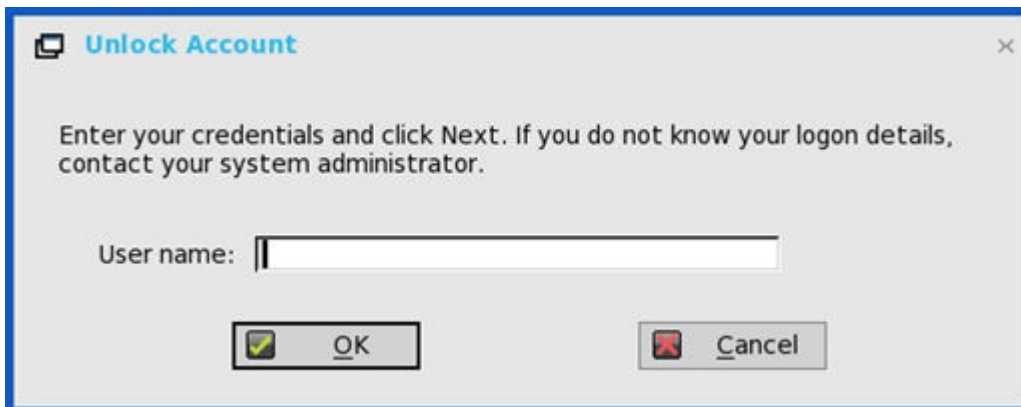 Unlock Account
Enter your credentials and click Next. If you do not know your logon details,
contact your system administrator.
User name:
OK
Cancel